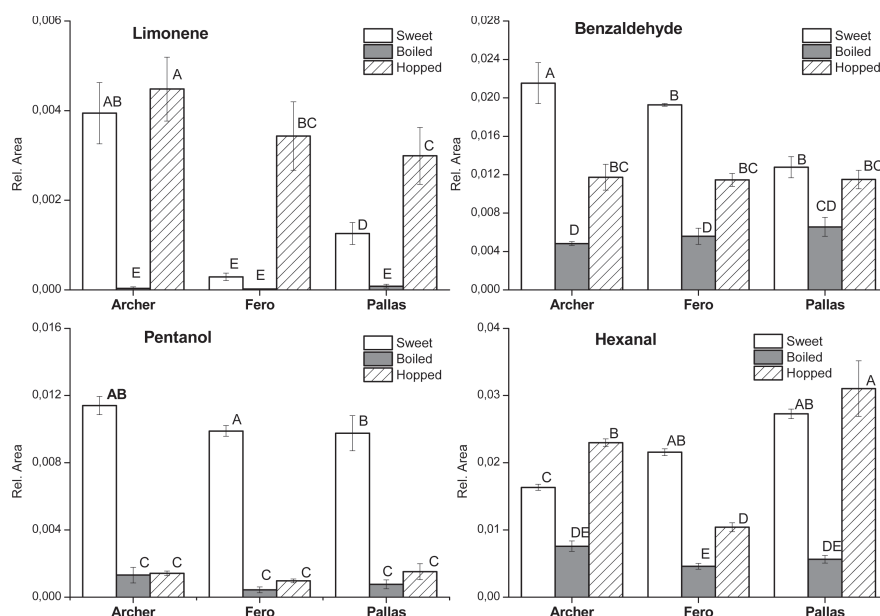 Limonene
Sweet
Boiled
Hopped
Rel. Area
0,006
0,004
0,002
0,000
AB
E
A
E
E
BC
D
E
C
Archer Fero Pallas
Benzaldehyde
Sweet
Boiled
Hopped
Rel. Area
0,028
0,024
0,020
0,016
0,012
0,008
0,004
0,000
A
D
BC
B
D
BC
B
CD
BC
Archer Fero Pallas
Pentanol
Sweet
Boiled
Hopped
Rel. Area
0,016
0,012
0,008
0,004
0,000
AB
C
C
A
C
C
B
C
C
Archer Fero Pallas
Hexanal
Sweet
Boiled
Hopped
Rel. Area
0,04
0,03
0,02
0,01
0,00
C
DE
B
AB
E
D
AB
DE
A
Archer Fero Pallas